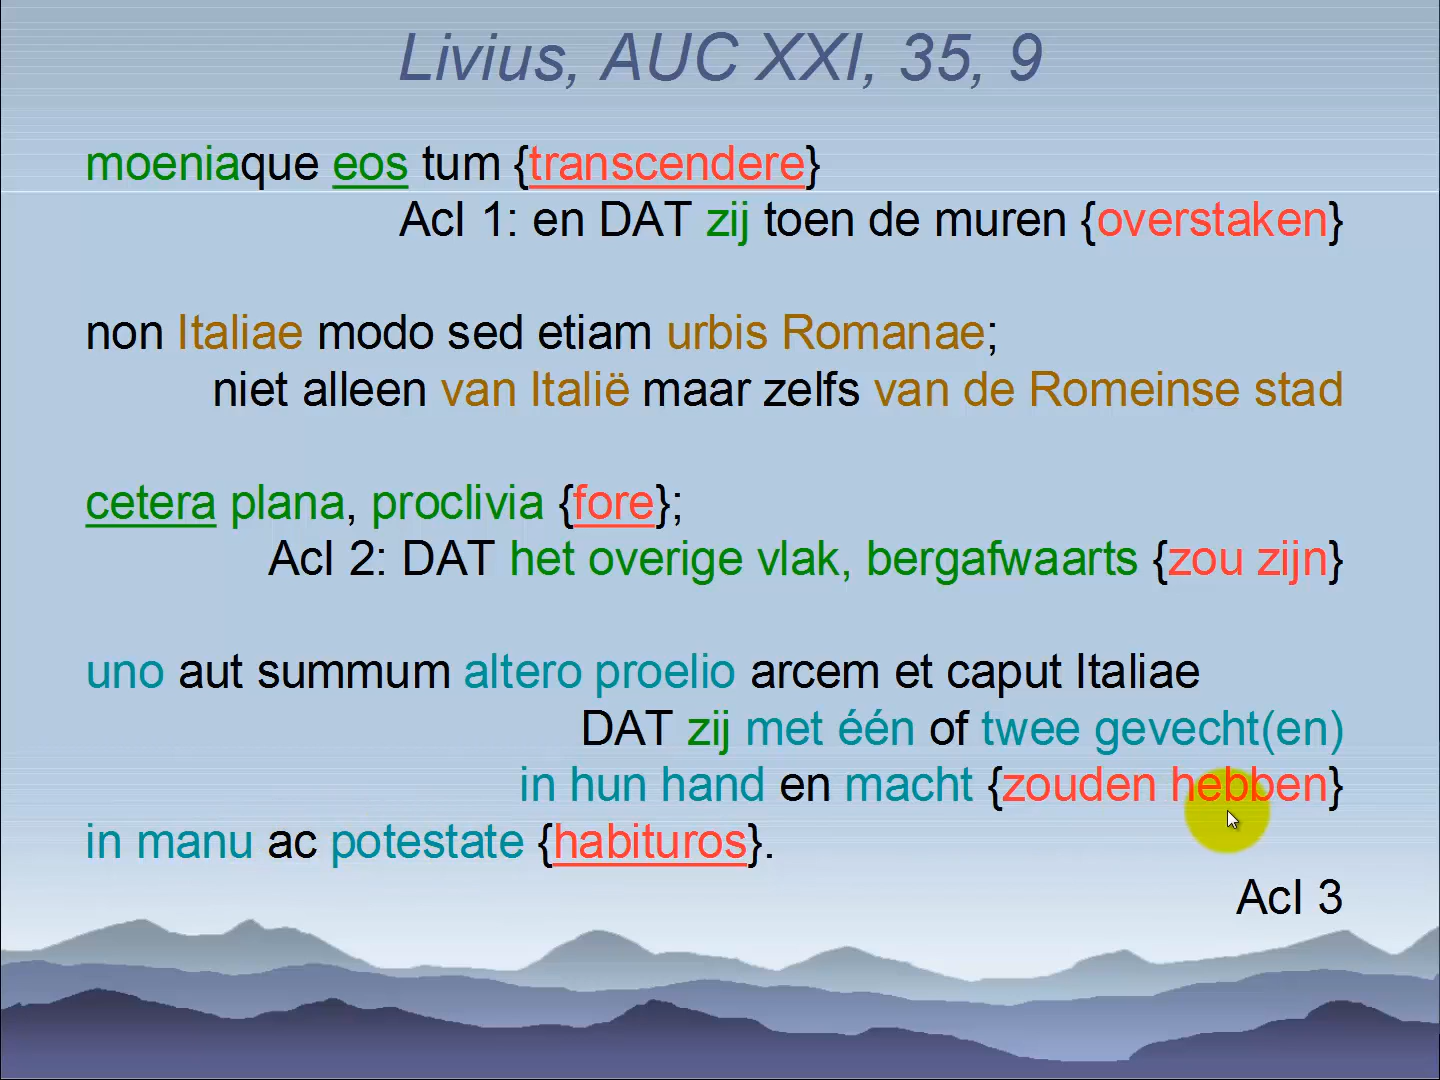 Livius, AUC XXI, 35, 9
moeniaque eos tum {transcendere}
AcI 1: en DAT zij toen de muren {overstaken}
non Italiae modo sed etiam urbis Romanae;
niet alleen van Italië maar zelfs van de Romeinse stad
cetera plana, proclivia {fore};
AcI 2: DAT het overige vlak, bergafwaarts {zou zijn}
uno aut summum altero proelio arcem et caput Italiae
DAT zij met één of twee gevecht(en)
in hun hand en macht {zouden hebben}
in manu ac potestate {habituros}.
AcI 3